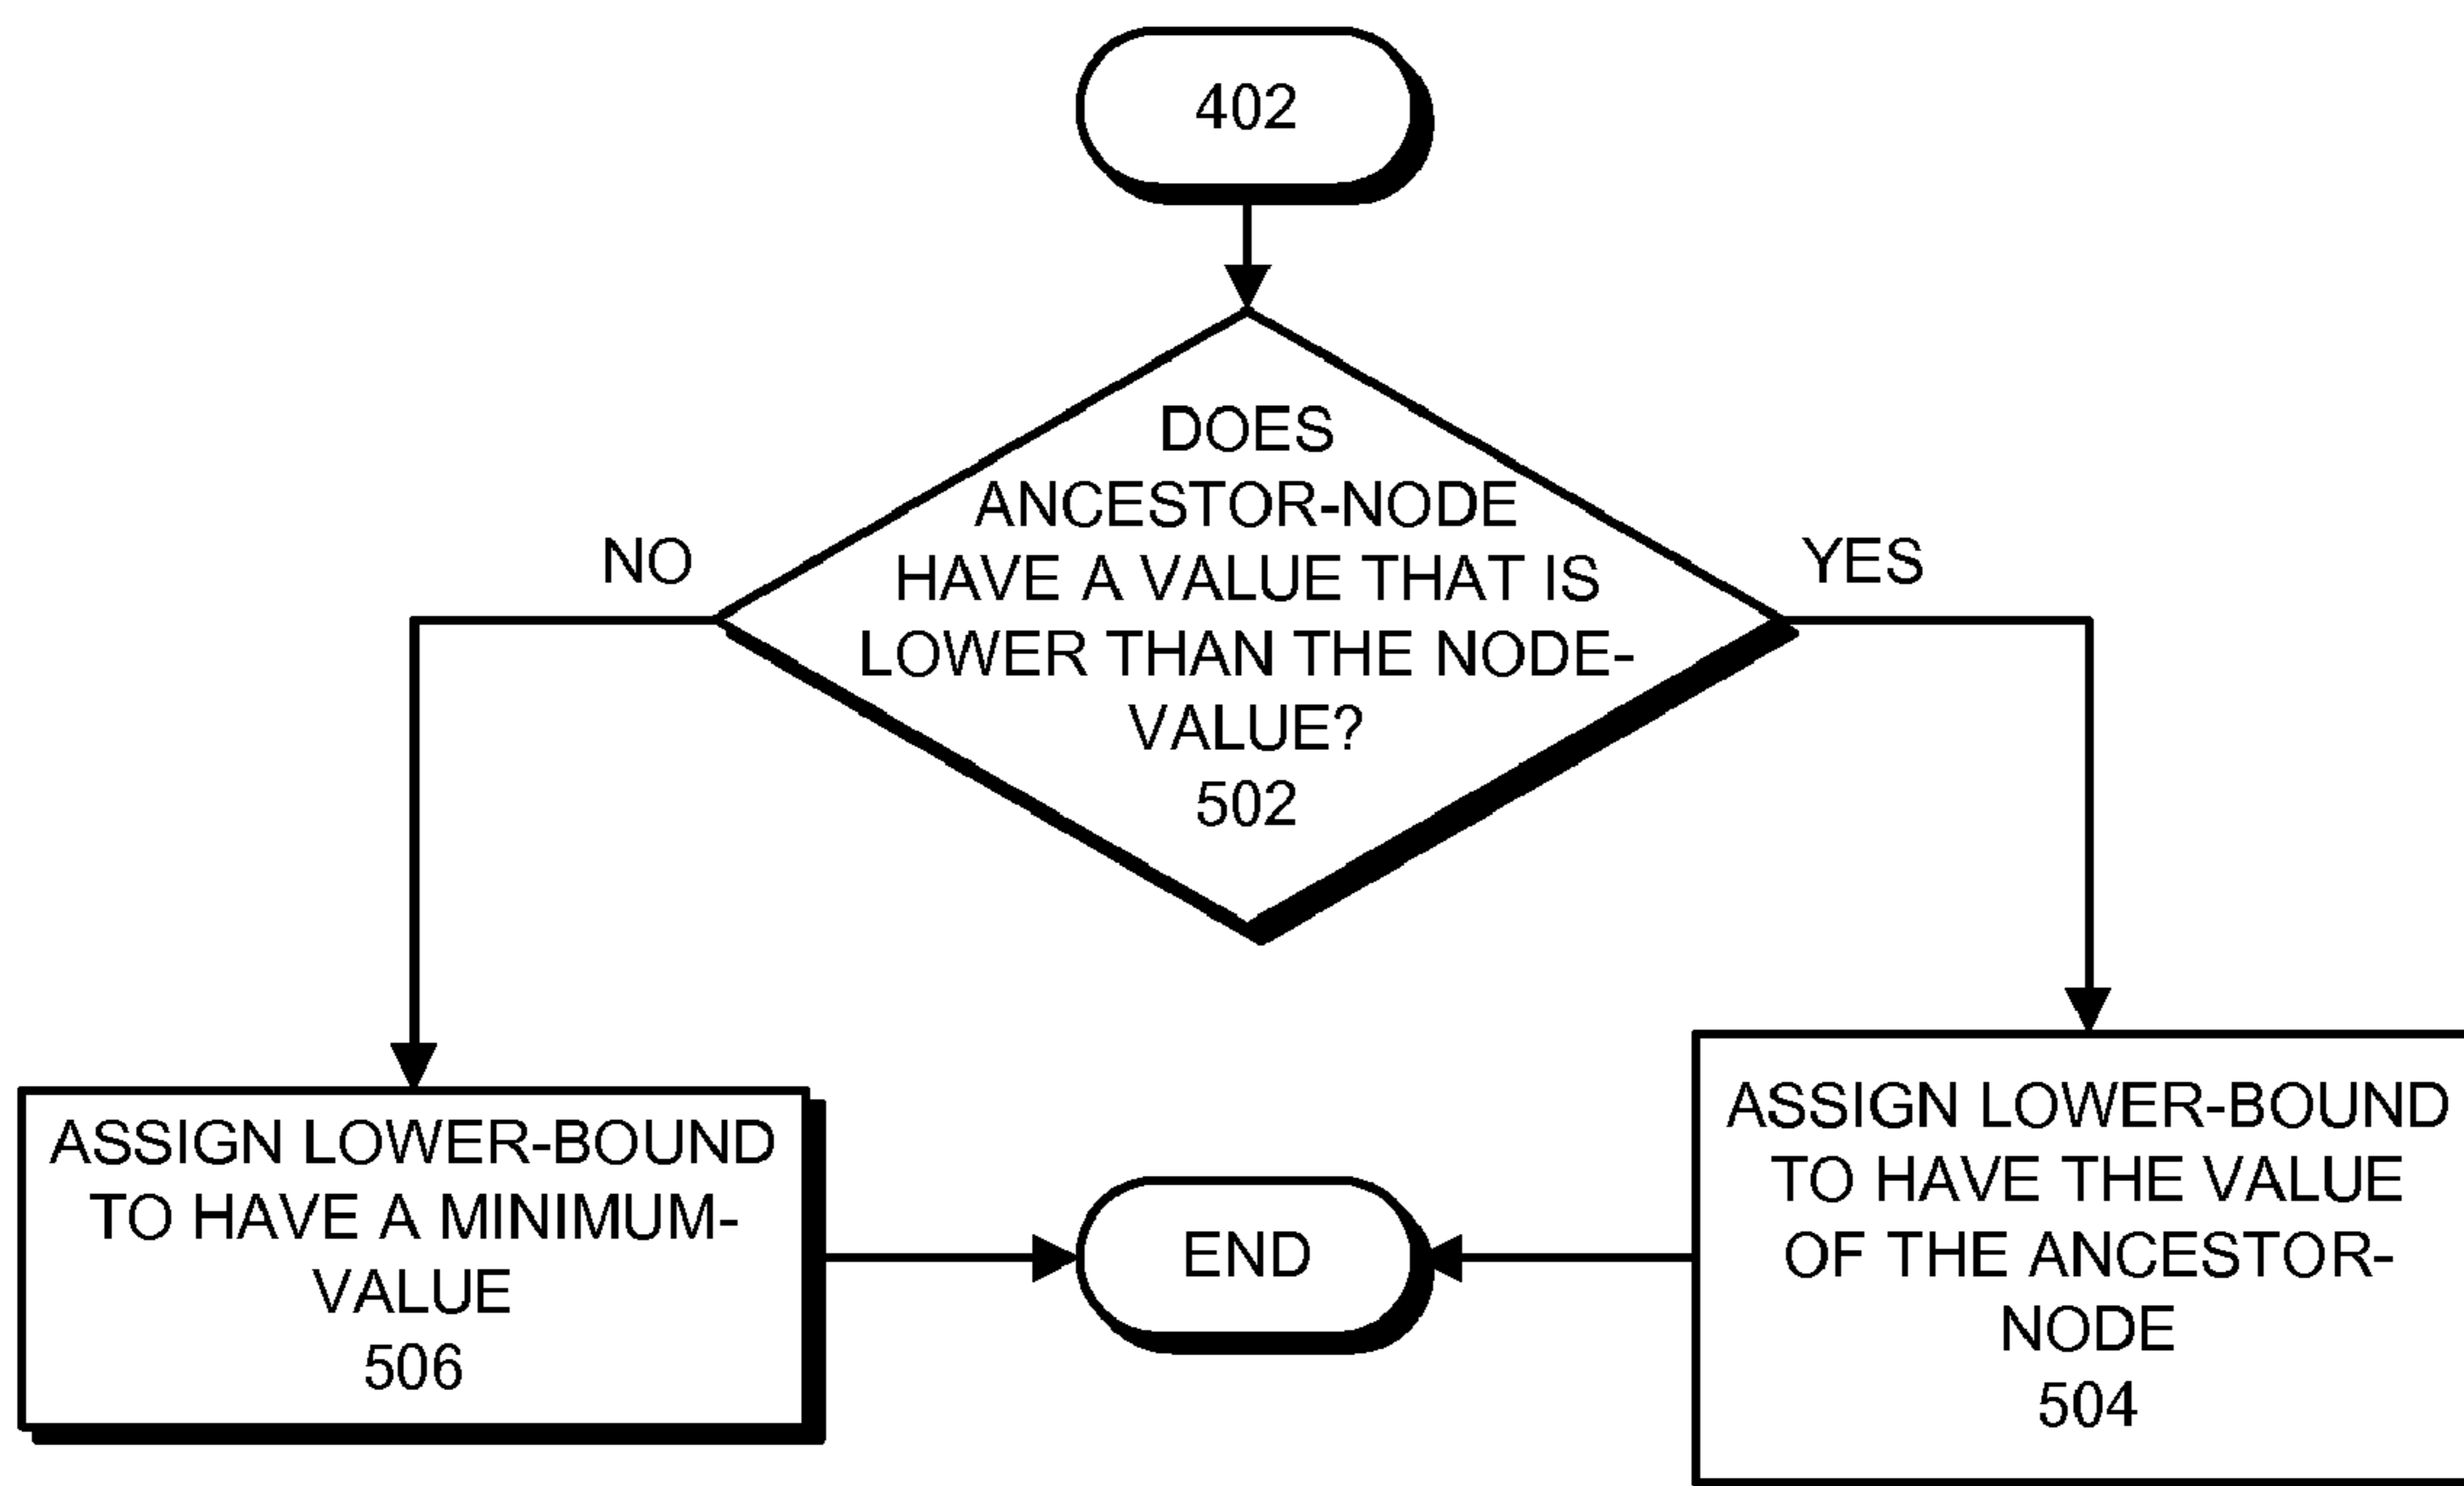 402
DOES
ANCESTOR-NODE
HAVE A VALUE THAT IS
LOWER THAN THE NODE-
VALUE?
502
NO
YES
ASSIGN LOWER-BOUND
TO HAVE A MINIMUM-
VALUE
506
END
ASSIGN LOWER-BOUND
TO HAVE THE VALUE
OF THE ANCESTOR-
NODE
504